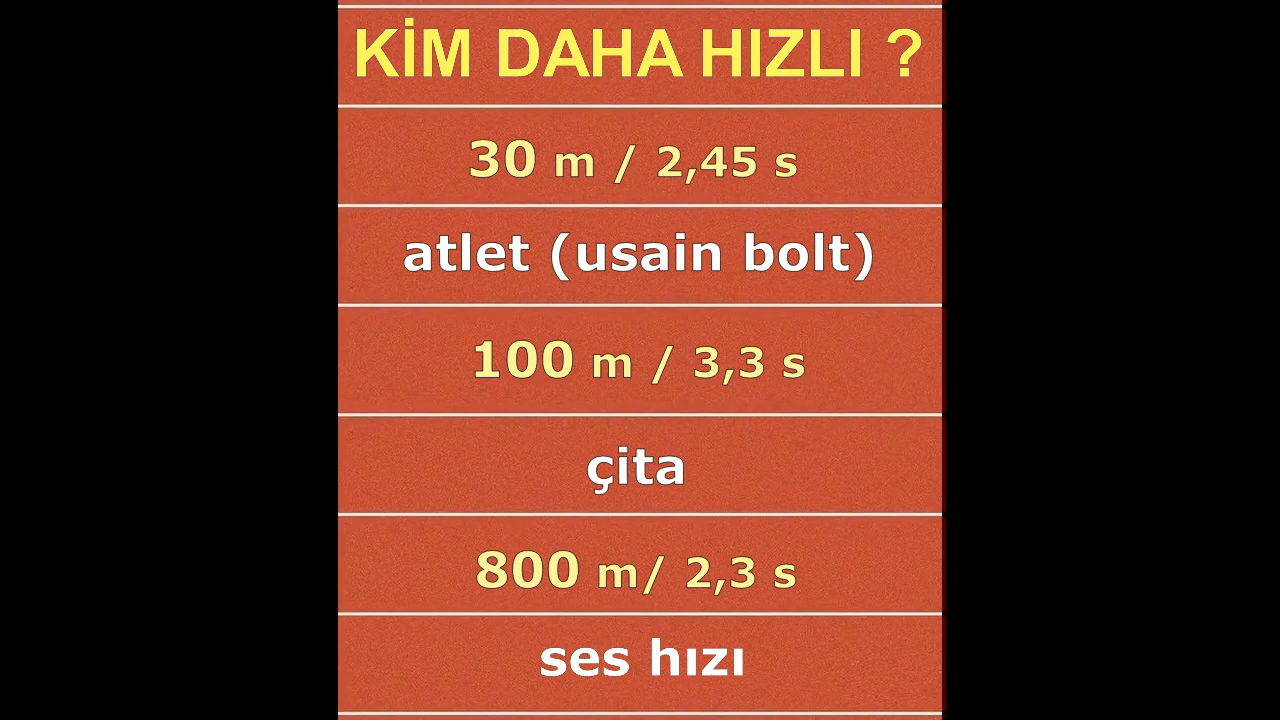 KİM DAHA HIZLI ?
30 m / 2,45 s
atlet (usain bolt)
100 m / 3,3 s
çita
800 m/ 2,3 s
ses hızı